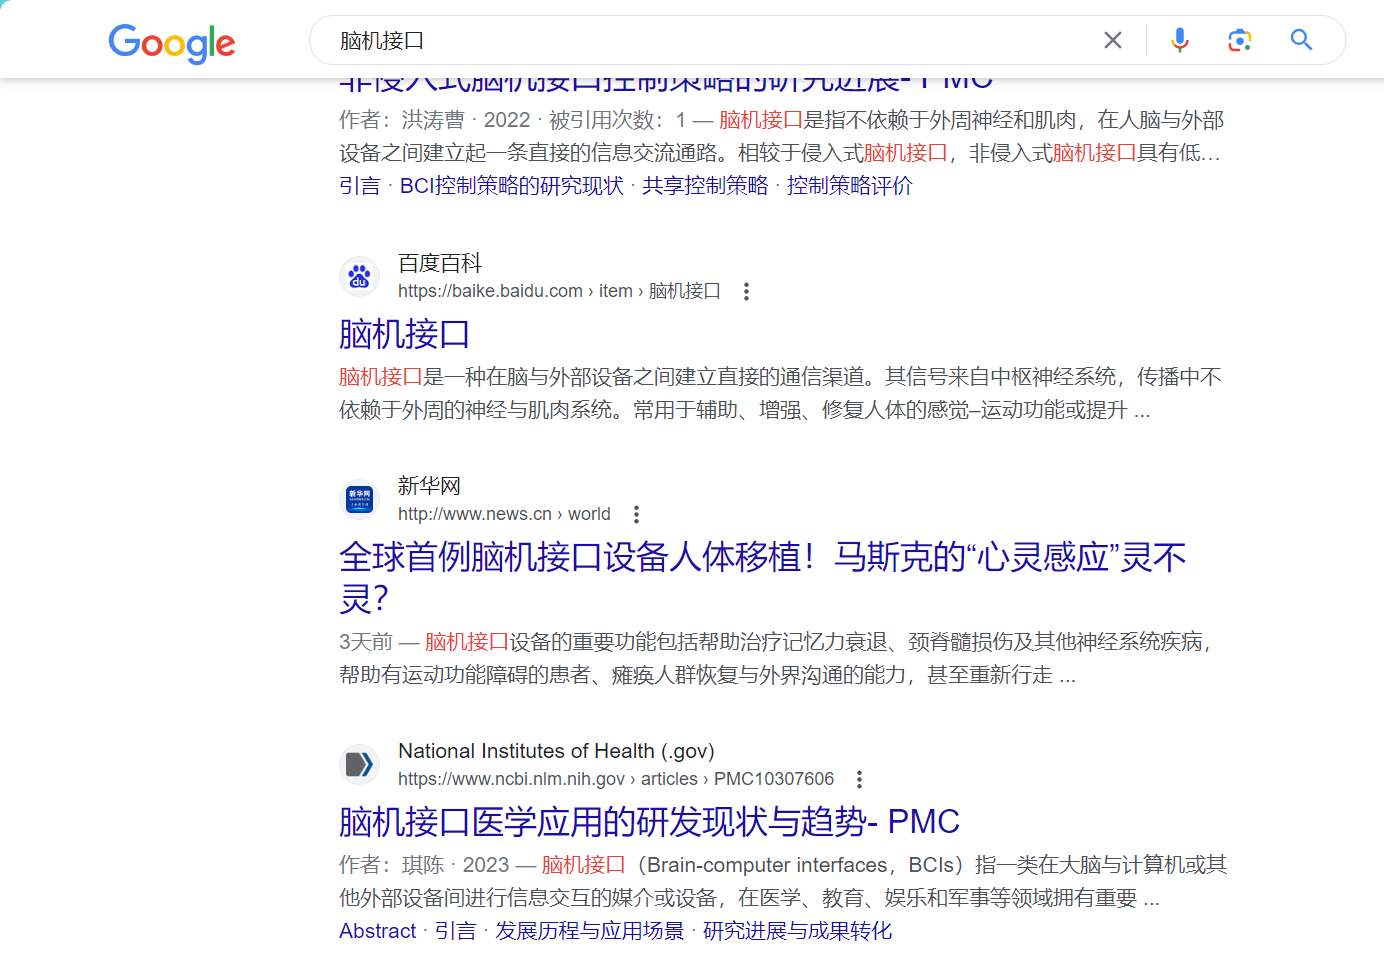 Google
脑机接口
非侵入式脑机接口控制策略的研究进展- PMC
作者：洪涛曹 · 2022 · 被引用次数：1 — 脑机接口是指不依赖于外周神经和肌肉，在人脑与外部
设备之间建立起一条直接的信息交流通路。相较于侵入式脑机接口，非侵入式脑机接口具有低...
引言 · BCI控制策略的研究现状 · 共享控制策略 · 控制策略评价
百度百科
https://baike.baidu.com › item › 脑机接口
脑机接口
脑机接口是一种在脑与外部设备之间建立直接的通信渠道。其信号来自中枢神经系统，传播中不
依赖于外周的神经与肌肉系统。常用于辅助、增强、修复人体的感觉–运动功能或提升 ...
新华网
http://www.news.cn › world
全球首例脑机接口设备人体移植！马斯克的“心灵感应”灵不
灵？
3天前 — 脑机接口设备的重要功能包括帮助治疗记忆力衰退、颈脊髓损伤及其他神经系统疾病，
帮助有运动功能障碍的患者、瘫痪人群恢复与外界沟通的能力，甚至重新行走 ...
National Institutes of Health (.gov)
https://www.ncbi.nlm.nih.gov › articles › PMC10307606
脑机接口医学应用的研发现状与趋势- PMC
作者：琪陈 · 2023 — 脑机接口（Brain-computer interfaces，BCIs）指一类在大脑与计算机或其
他外部设备间进行信息交互的媒介或设备，在医学、教育、娱乐和军事等领域拥有重要 ...
Abstract · 引言 · 发展历程与应用场景 · 研究进展与成果转化